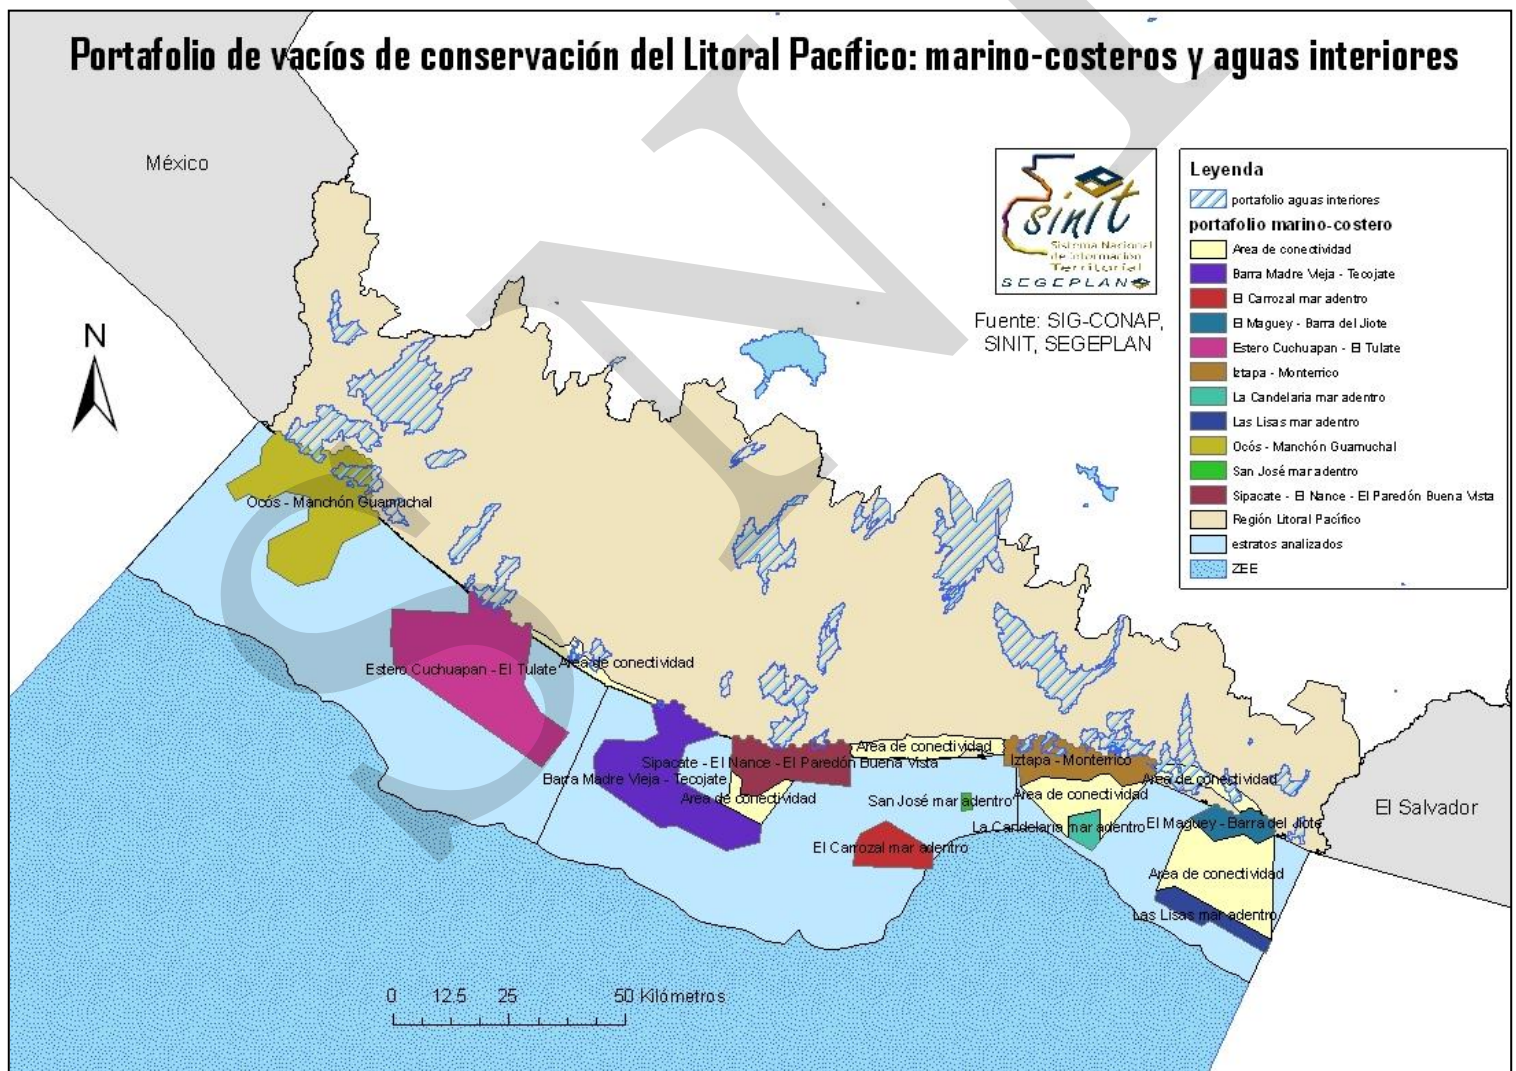 Portafolio de vacíos de conservación del Litoral Pacífico: marino-costeros y aguas interiores
México
N
sinit
Sistema Nacional
de Información
Territorial
SEGEPLAN
Fuente: SIG-CONAP,
SINIT, SEGEPLAN
Leyenda
portafolio aguas interiores
portafolio marino-costero
Area de conectividad
Barra Madre Vieja - Tecojate
El Carrozal mar adentro
El Maguey - Barra del Jiote
Estero Cuchuapan - El Tulate
Iztapa - Monterrico
La Candelaria mar adentro
Las Lisas mar adentro
Ocós - Manchón Guamuchal
San José mar adentro
Sipacate - El Nance - El Paredón Buena Vista
Región Litoral Pacífico
estratos analizados
ZEE
Ocós - Manchón Guamuchal
Estero Cuchuapan - El Tulate
Area de conectividad
Area de conectividad
Iztapa - Monterrico
Sipacate - El Nance - El Paredón Buena Vista
Barra Madre Vieja - Tecojate
Area de conectividad
Area de conectividad
Area de conectividad
San José mar adentro
La Candelaria mar adentro
El Maguey - Barra del Jiote
El Salvador
El Carrozal mar adentro
Area de conectividad
Las Lisas mar adentro
0 12.5 25 50 Kilómetros
SINI